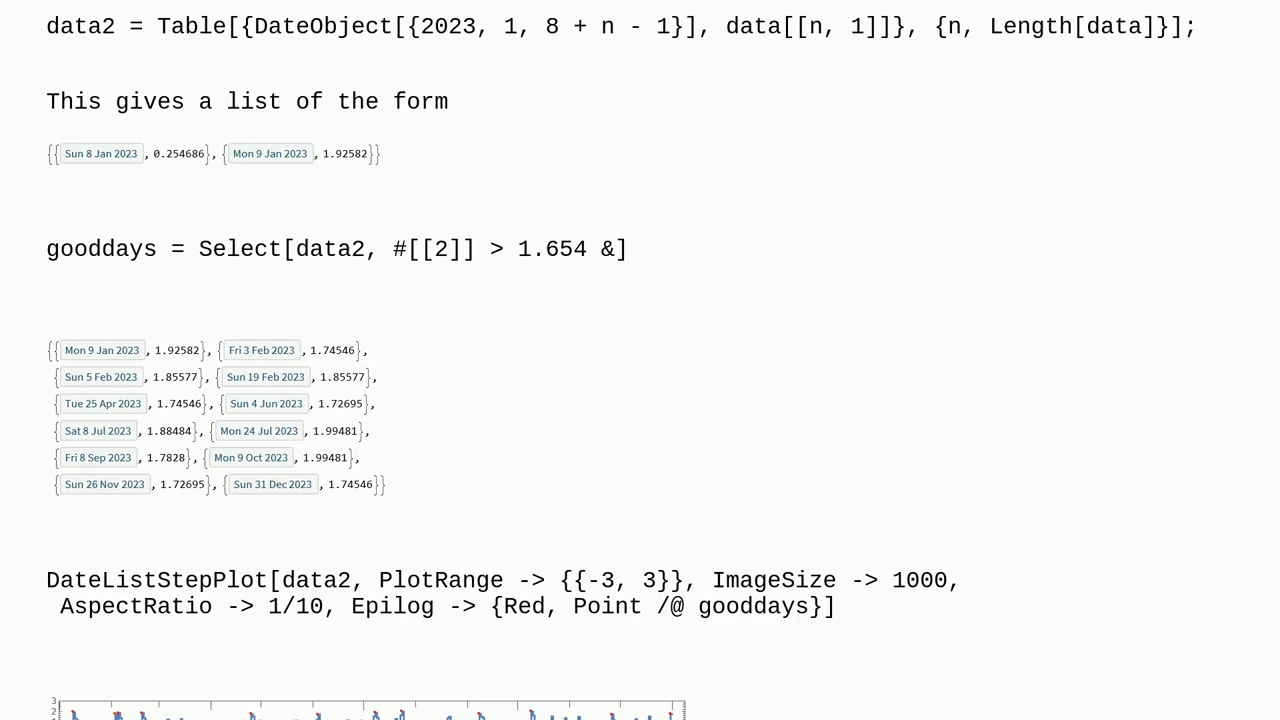 data2 = Table[{DateObject[{2023, 1, 8 + n - 1}], data[[n, 1]]}, {n, Length[data]}];
This gives a list of the form
{{Sun 8 Jan 2023, 0.254686}, {Mon 9 Jan 2023, 1.92582}}
gooddays = Select[data2, #[[2]] > 1.654 &]
{{Mon 9 Jan 2023, 1.92582}, {Fri 3 Feb 2023, 1.74546},
{Sun 5 Feb 2023, 1.85577}, {Sun 19 Feb 2023, 1.85577},
{Tue 25 Apr 2023, 1.74546}, {Sun 4 Jun 2023, 1.72695},
{Sat 8 Jul 2023, 1.88484}, {Mon 24 Jul 2023, 1.99481},
{Fri 8 Sep 2023, 1.7828}, {Mon 9 Oct 2023, 1.99481},
{Sun 26 Nov 2023, 1.72695}, {Sun 31 Dec 2023, 1.74546}}
DateListStepPlot[data2, PlotRange -> {{-3, 3}}, ImageSize -> 1000,
AspectRatio -> 1/10, Epilog -> {Red, Point /@ gooddays}]
3
2